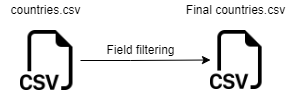 countries.csv
Final countries.csv
Field filtering
CSV
CSV